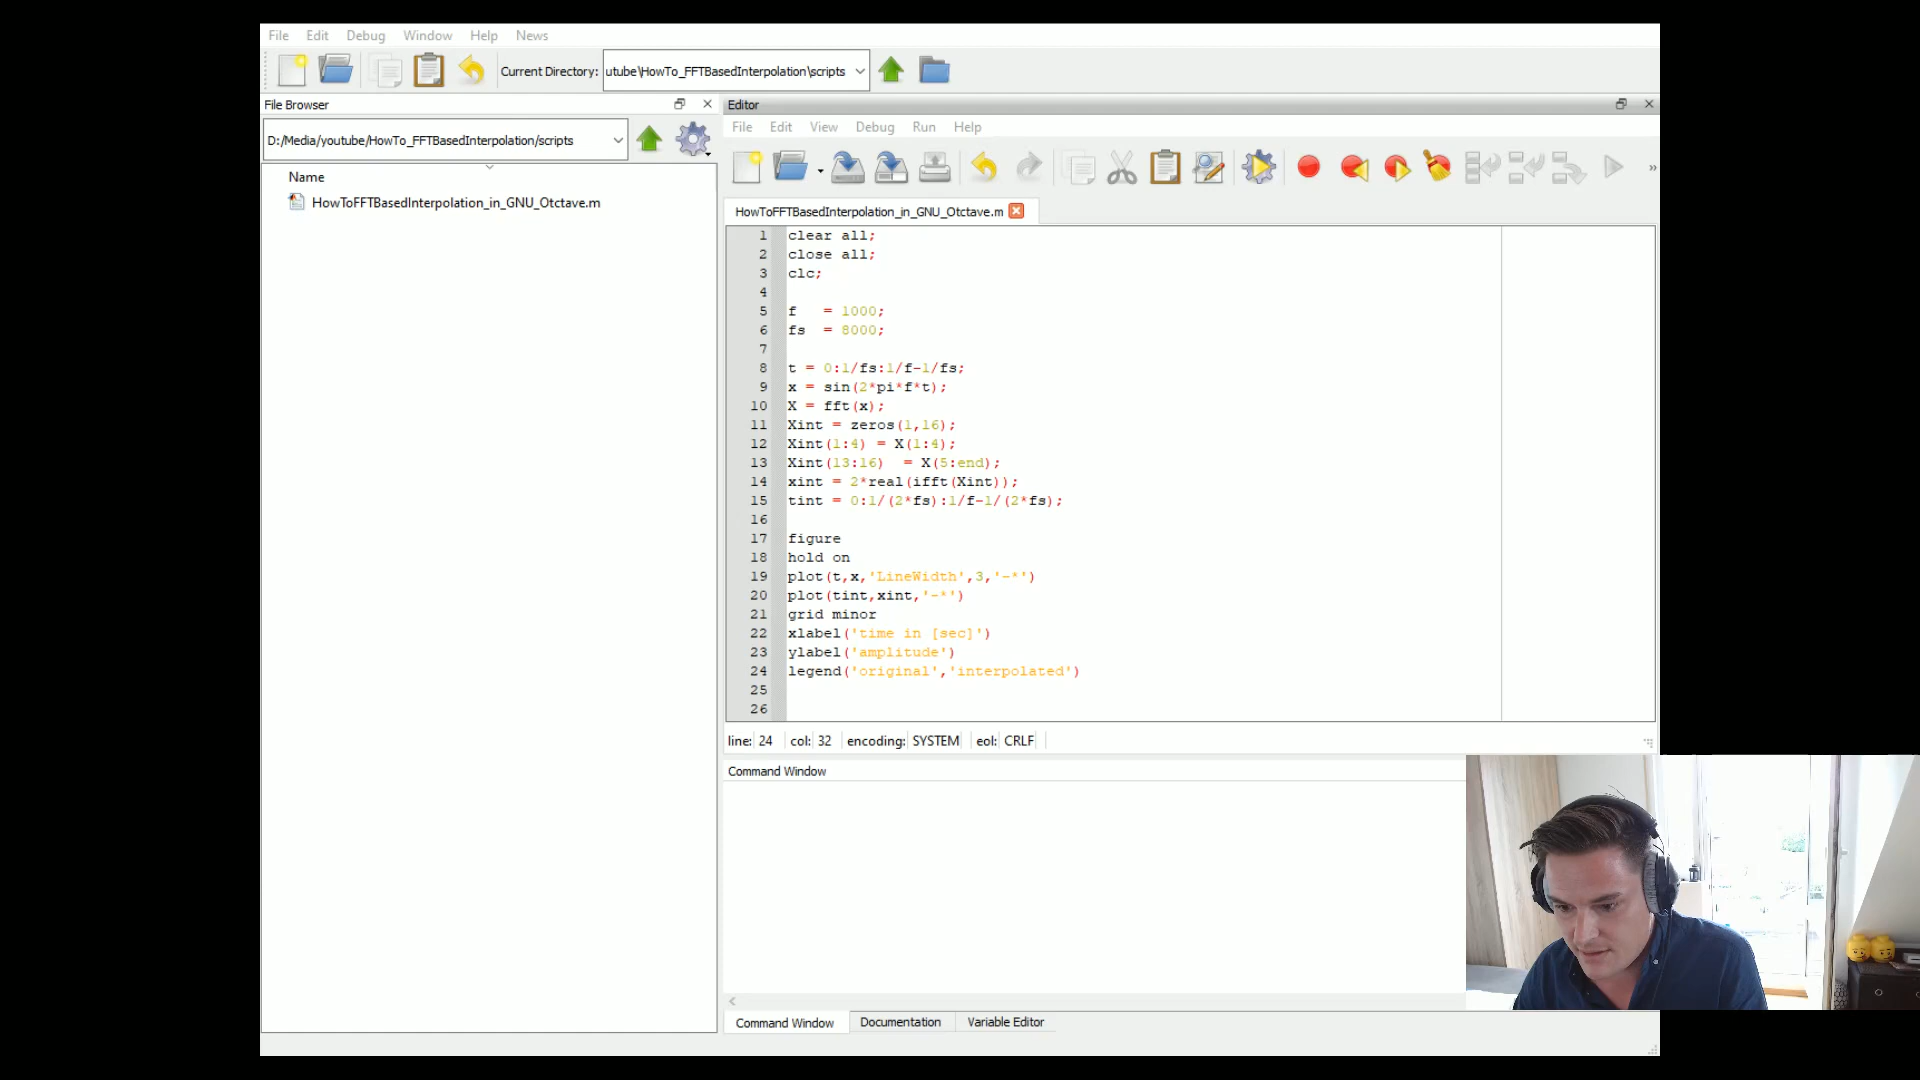 File Edit Debug Window Help News
Current Directory: utube\HowTo_FFTBasedInterpolation\scripts
File Browser
D:/Media/youtube/HowTo_FFTBasedInterpolation/scripts
Name
HowToFFTBasedInterpolation_in_GNU_Otctave.m
Editor
File Edit View Debug Run Help
»
HowToFFTBasedInterpolation_in_GNU_Otctave.m
1 clear all;
2 close all;
3 clc;
4
5 f   = 1000;
6 fs  = 8000;
7
8 t = 0:1/fs:1/f-1/fs;
9 x = sin(2*pi*f*t);
10 X = fft(x);
11 Xint = zeros(1,16);
12 Xint(1:4) = X(1:4);
13 Xint(13:16)  = X(5:end);
14 xint = 2*real(ifft(Xint));
15 tint = 0:1/(2*fs):1/f-1/(2*fs);
16
17 figure
18 hold on
19 plot(t,x,'LineWidth',3,'-*')
20 plot(tint,xint,'-*')
21 grid minor
22 xlabel('time in [sec]')
23 ylabel('amplitude')
24 legend('original','interpolated')
25
26
line: 24 col: 32 encoding: SYSTEM eol: CRLF
Command Window
Command Window Documentation Variable Editor